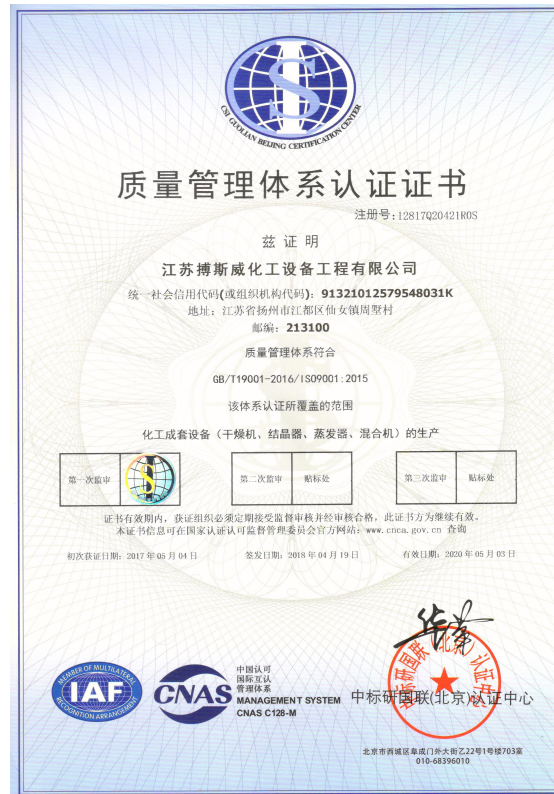 CSI GUOLIAN BEIJING CERTIFICATION CENTER
质量管理体系认证证书
注册号:12817Q20421R0S
兹证明
江苏搏斯威化工设备工程有限公司
统一社会信用代码(或组织机构代码): 91321012579548031K
地址: 江苏省扬州市江都区仙女镇周墅村
邮编: 213100
质量管理体系符合
GB/T19001-2016/ISO9001:2015
该体系认证所覆盖的范围
化工成套设备（干燥机、结晶器、蒸发器、混合机）的生产
第一次监审
第二次监审 贴标处
第三次监审 贴标处
证书有效期内，获证组织必须定期接受监督审核并经审核合格，此证书方为继续有效。
本证书信息可在国家认证认可监督管理委员会官方网站: www.cnca.gov.cn 查询
初次获证日期: 2017年05月04日 签发日期: 2018年04月19日 有效日期: 2020年05月03日
MEMBER OF MULTILATERAL
IAF
RECOGNITION ARRANGEMENT
CNAS
中国认可
国际互认
管理体系
MANAGEMENT SYSTEM
CNAS C128-M
中标研国联(北京)认证中心
中标研国联(北京)认证中心
北京市西城区阜成门外大街乙22号1号楼703室
010-68396010